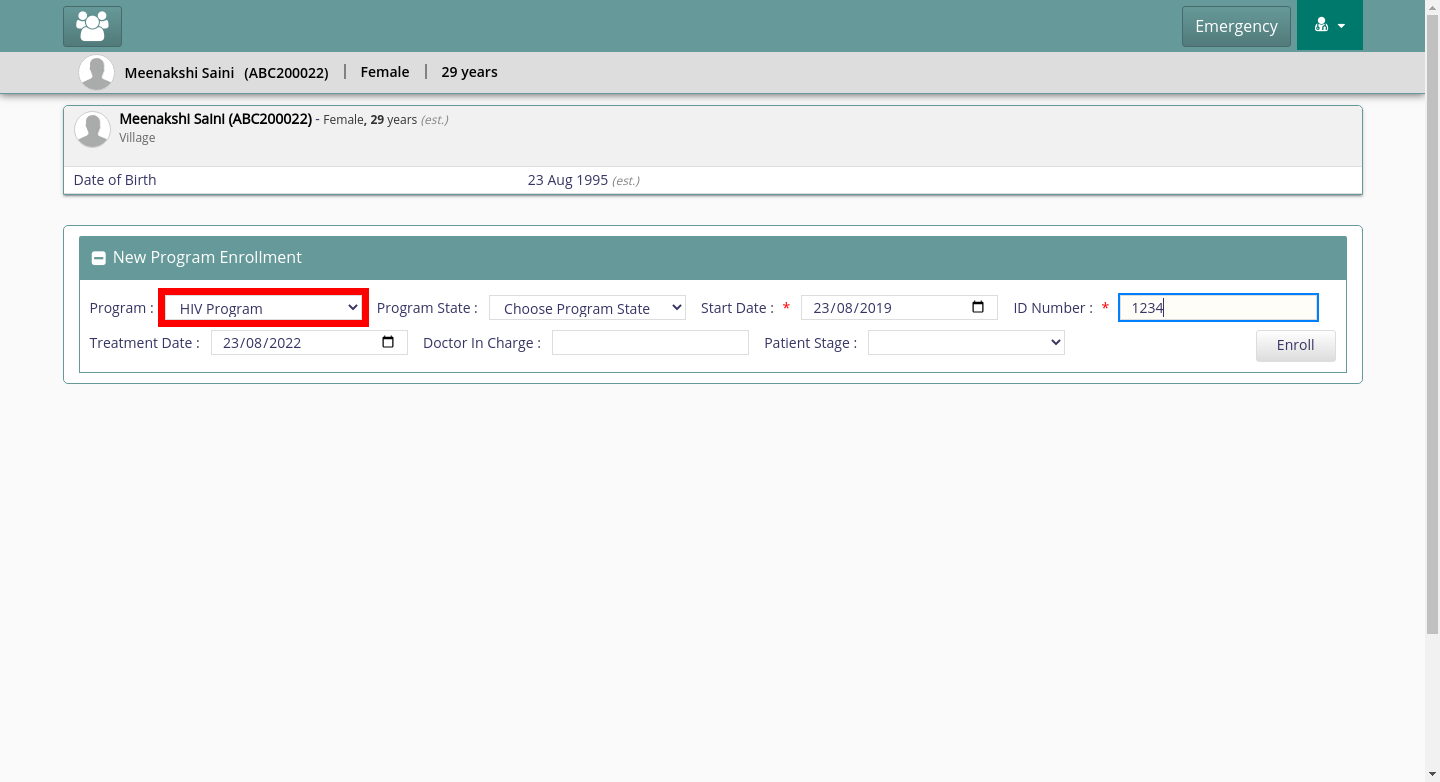 Emergency
Meenakshi Saini (ABC200022) | Female | 29 years
Meenakshi Saini (ABC200022) - Female, 29 years (est.)
Village
Date of Birth 23 Aug 1995 (est.)
New Program Enrollment
Program : HIV Program Program State : Choose Program State Start Date : * 23/08/2019 ID Number : * 1234
Treatment Date : 23/08/2022 Doctor In Charge : Patient Stage : Enroll